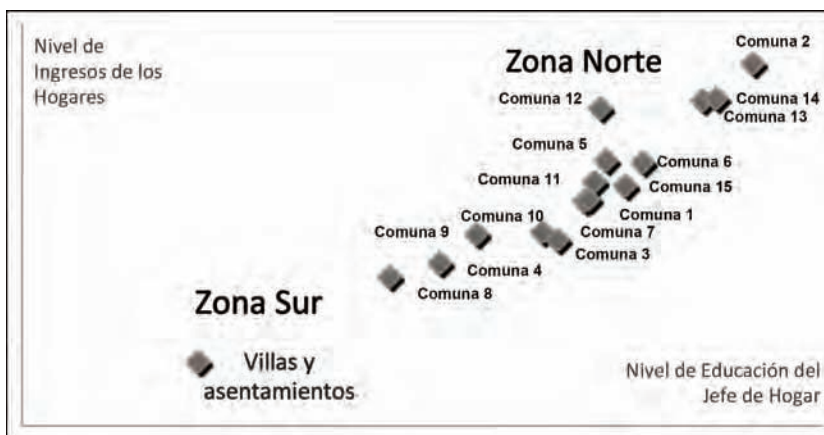 Nivel de
Ingresos de los
Hogares
Zona Norte
Comuna 2
Comuna 12
Comuna 14
Comuna 13
Comuna 5
Comuna 6
Comuna 11
Comuna 15
Comuna 1
Comuna 10
Comuna 9
Comuna 7
Comuna 3
Comuna 4
Comuna 8
Zona Sur
Villas y
asentamientos
Nivel de Educación del
Jefe de Hogar